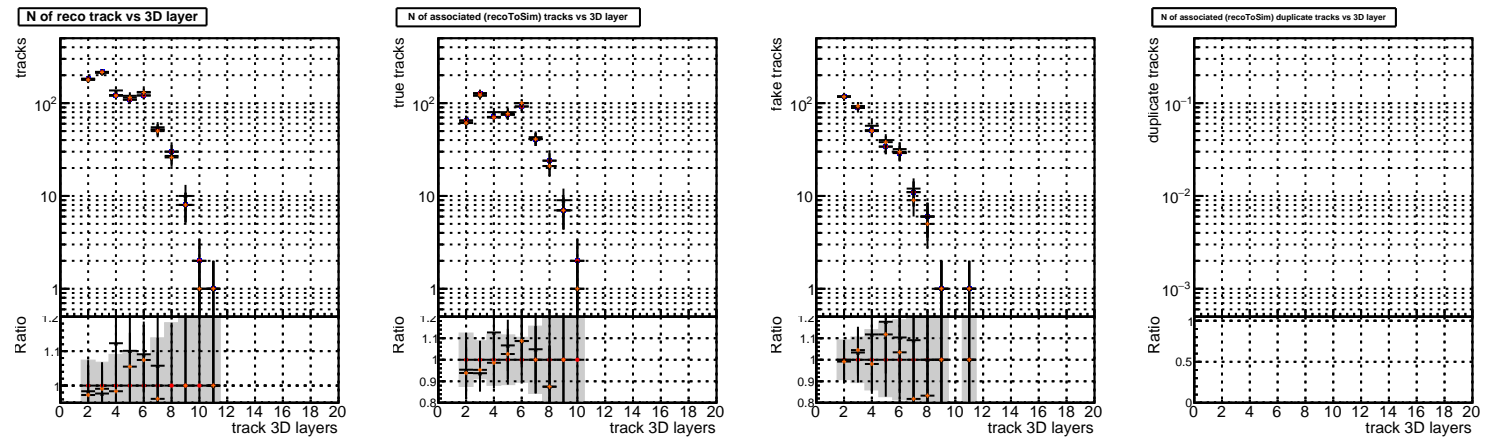 N of reco track vs 3D layer
tracks
10²
10
1
Ratio
1.2
1.1
1
0 2 4 6 8 10 12 14 16 18 20
track 3D layers
N of associated (recoToSim) tracks vs 3D layer
true tracks
10²
10
1
Ratio
1.2
1.1
1
0.9
0.8
0 2 4 6 8 10 12 14 16 18 20
track 3D layers
fake tracks
10²
10
1
Ratio
1.2
1.1
1
0.9
0.8
0 2 4 6 8 10 12 14 16 18 20
track 3D layers
N of associated (recoToSim) duplicate tracks vs 3D layer
duplicate tracks
10⁻¹
10⁻²
10⁻³
Ratio
1
0.5
0
0 2 4 6 8 10 12 14 16 18 20
track 3D layers